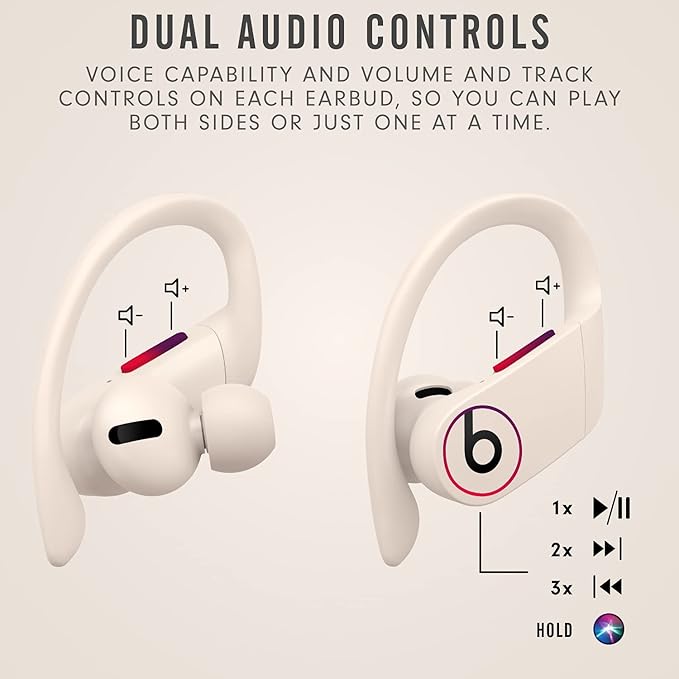 DUAL AUDIO CONTROLS
VOICE CAPABILITY AND VOLUME AND TRACK
CONTROLS ON EACH EARBUD, SO YOU CAN PLAY
BOTH SIDES OR JUST ONE AT A TIME.
- +
- +
b
1x
2x
3x
HOLD